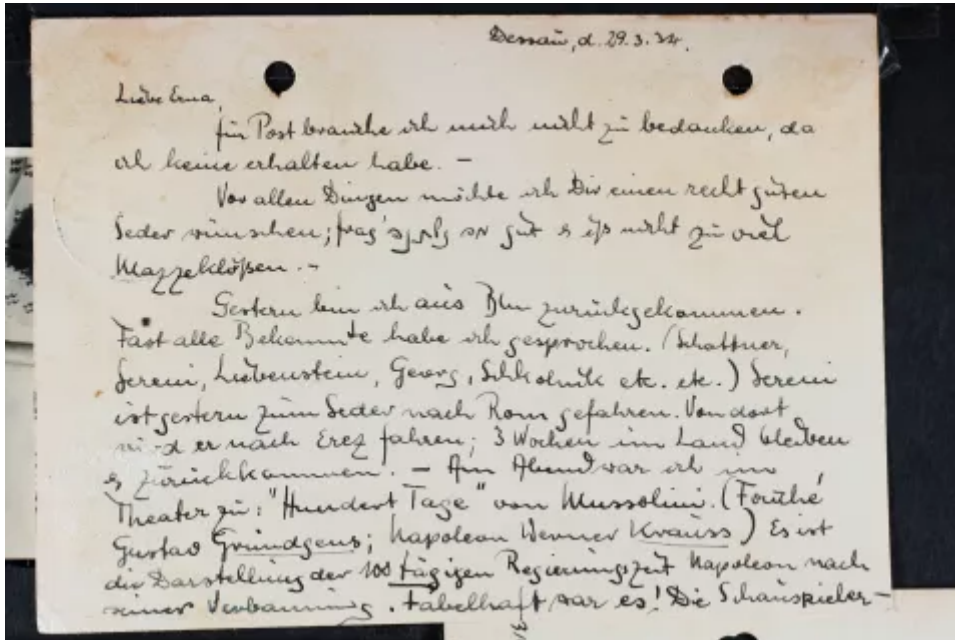 Dessau, d. 29.3.34.
Liebe Erna,
für Post brauche ich mich nicht zu bedanken, da
ich keine erhalten habe. –
Vor allen Dingen möchte ich Dir einen recht guten
Seder wünschen; frag' gut & iß nicht zu viel
Mazzeklößen. –
Gestern bin ich aus Bln zurückgekommen.
Fast alle Bekannte habe ich gesprochen. (Schattner,
Sereni, Liebenstein, Georg, Schkolnik etc. etc.) Sereni
ist gestern zum Seder nach Rom gefahren. Von dort
wird er nach Erez fahren; 3 Wochen im Land bleiben
& zurückkommen. – Am Abend war ich im
Theater zu: "Hundert Tage" von Mussolini. (Fouché
Gustav Gründgens; Napoleon Werner Krauss) Es ist
die Darstellung der 100 tägigen Regierungszeit Napoleon nach
seiner Verbannung. Fabelhaft war es! Die Schauspieler–